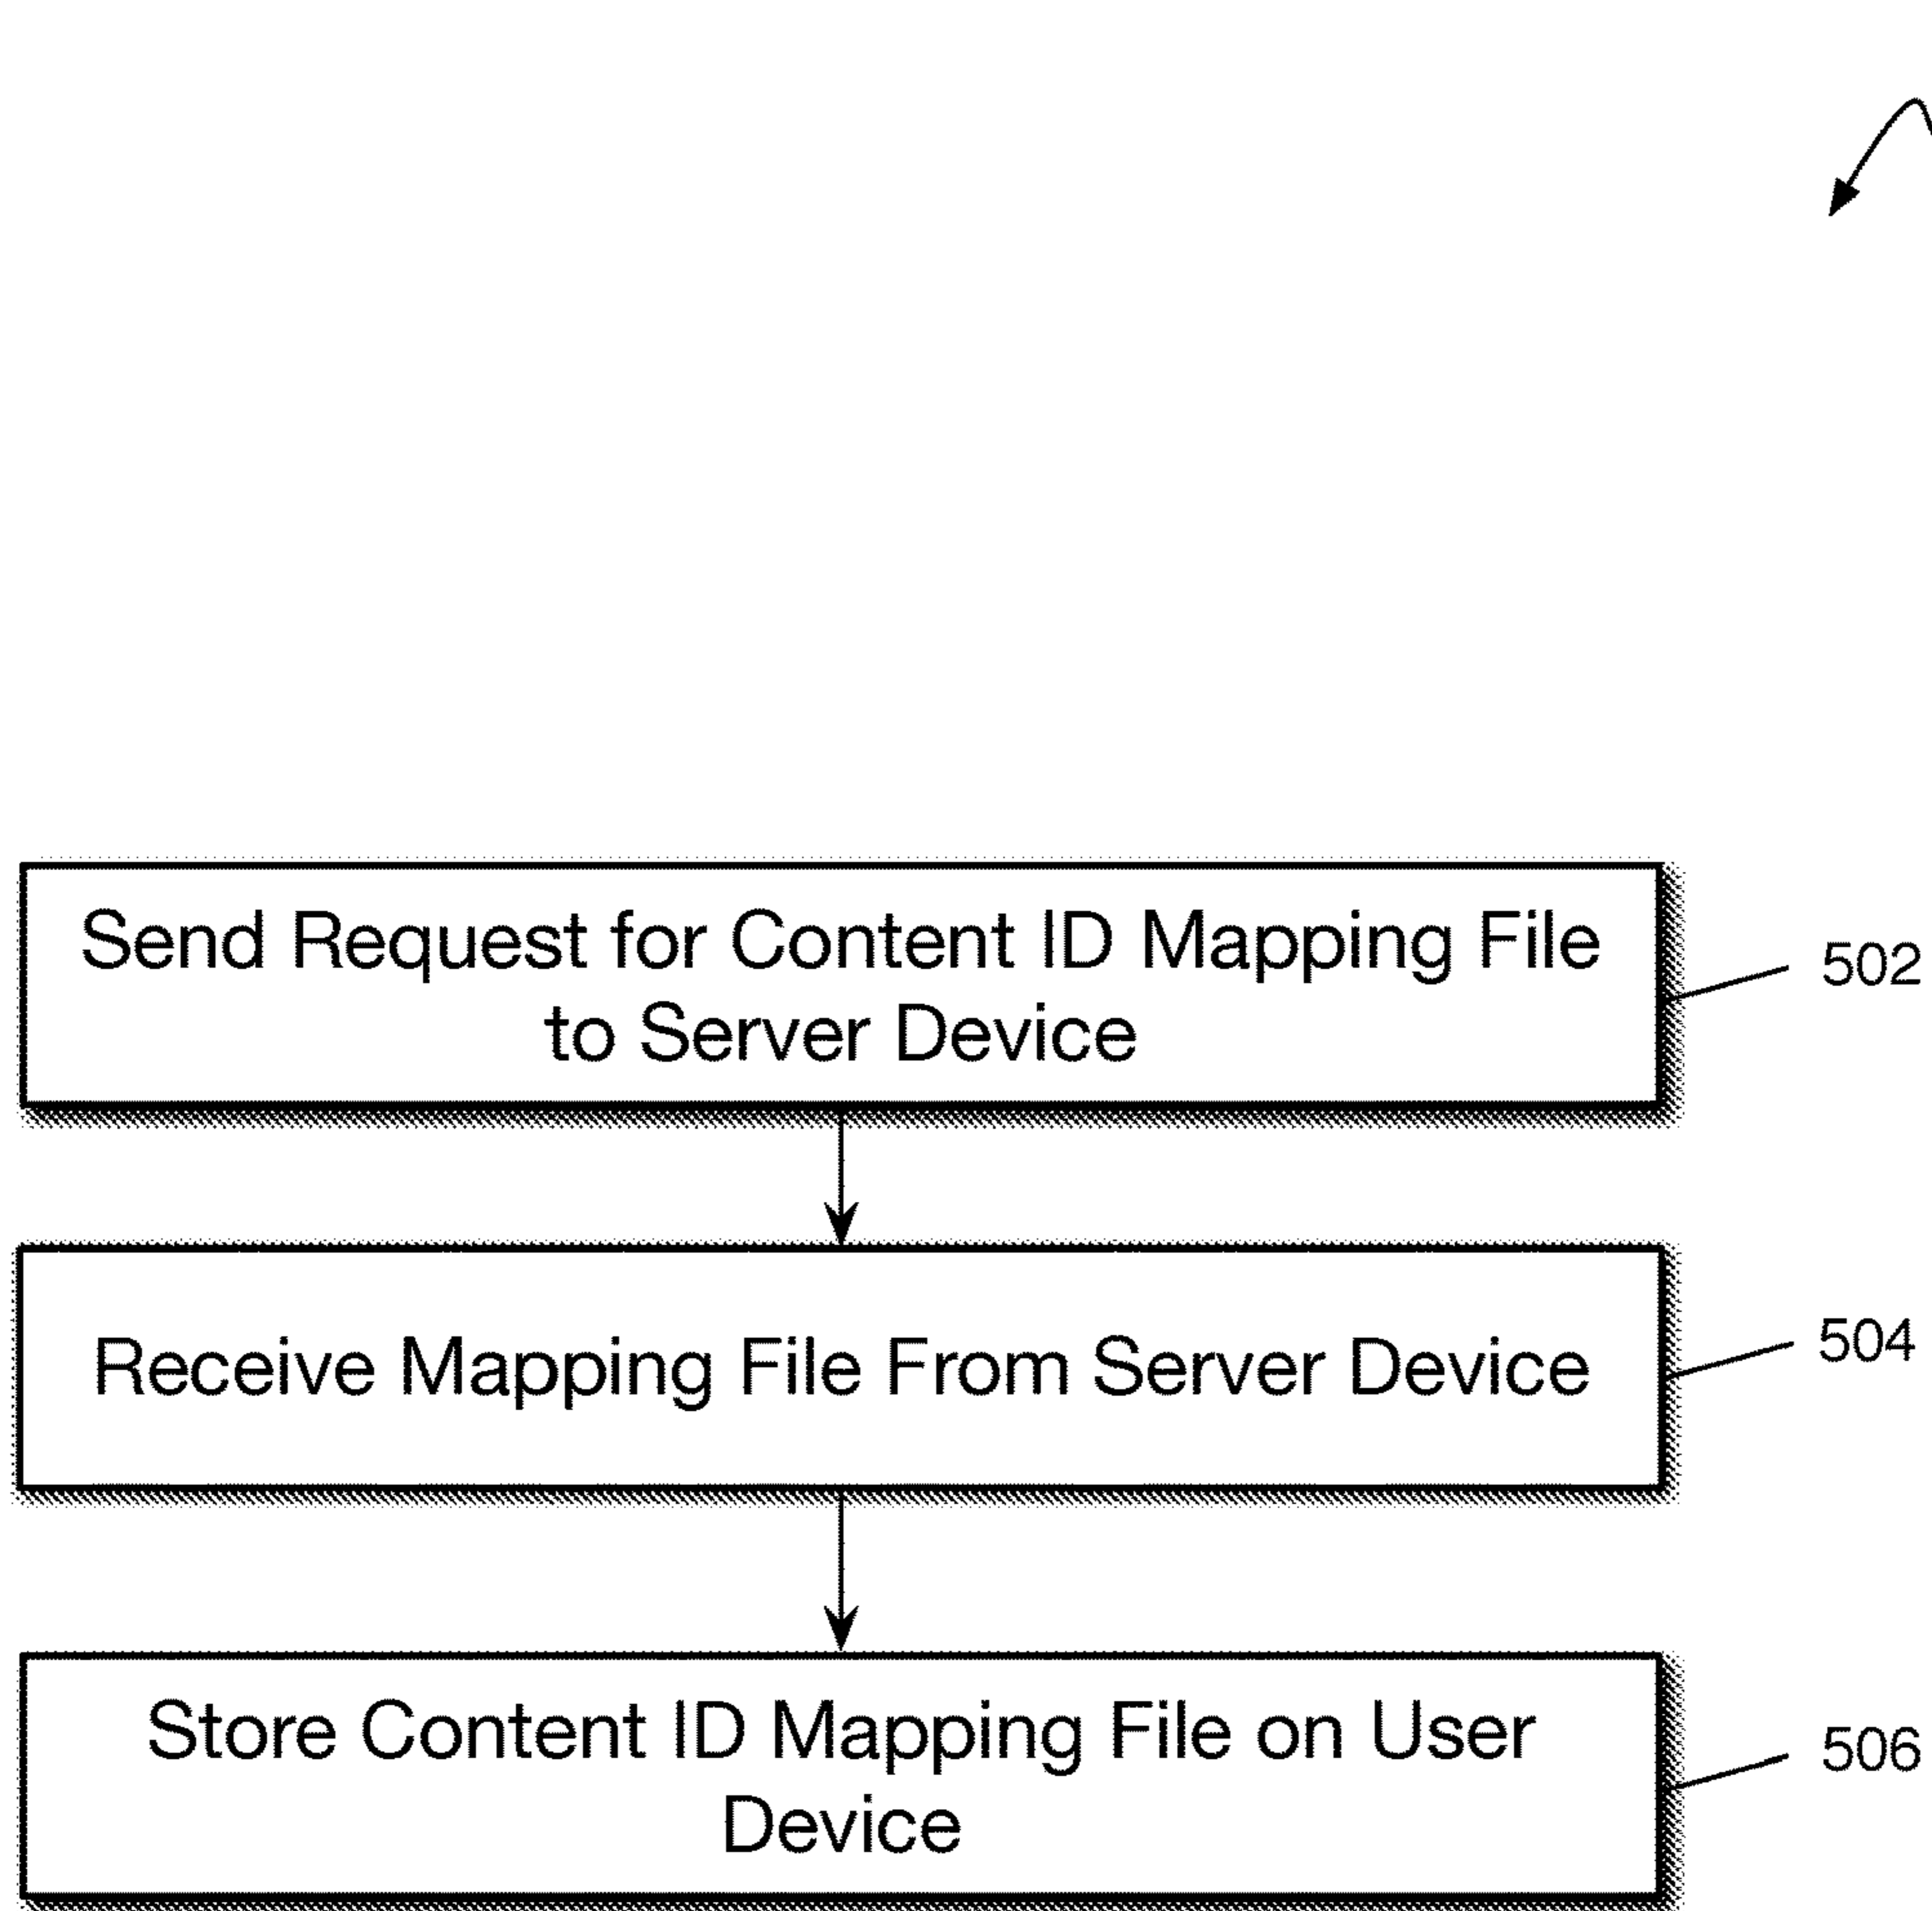 Send Request for Content ID Mapping File
to Server Device
502
Receive Mapping File From Server Device
504
Store Content ID Mapping File on User
Device
506